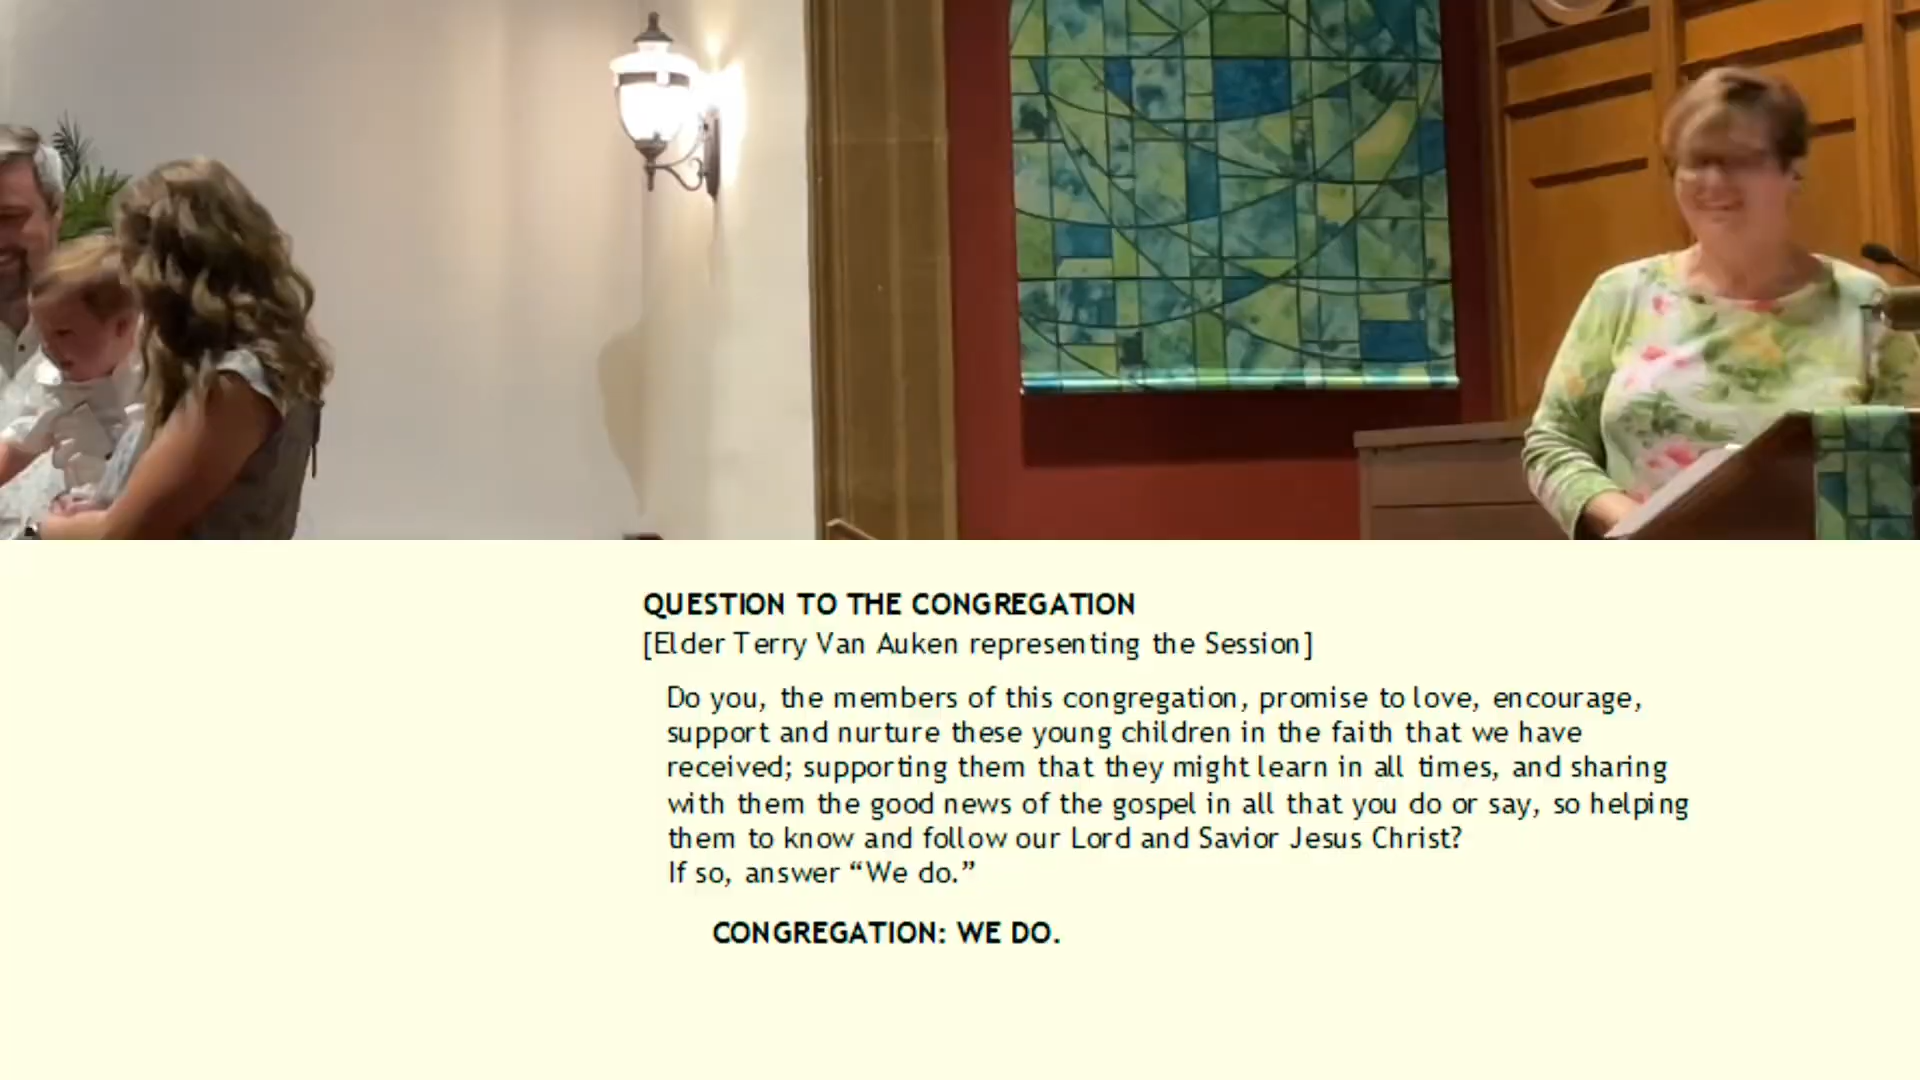 QUESTION TO THE CONGREGATION
[Elder Terry Van Auken representing the Session]
Do you, the members of this congregation, promise to love, encourage,
support and nurture these young children in the faith that we have
received; supporting them that they might learn in all times, and sharing
with them the good news of the gospel in all that you do or say, so helping
them to know and follow our Lord and Savior Jesus Christ?
If so, answer “We do.”
CONGREGATION: WE DO.